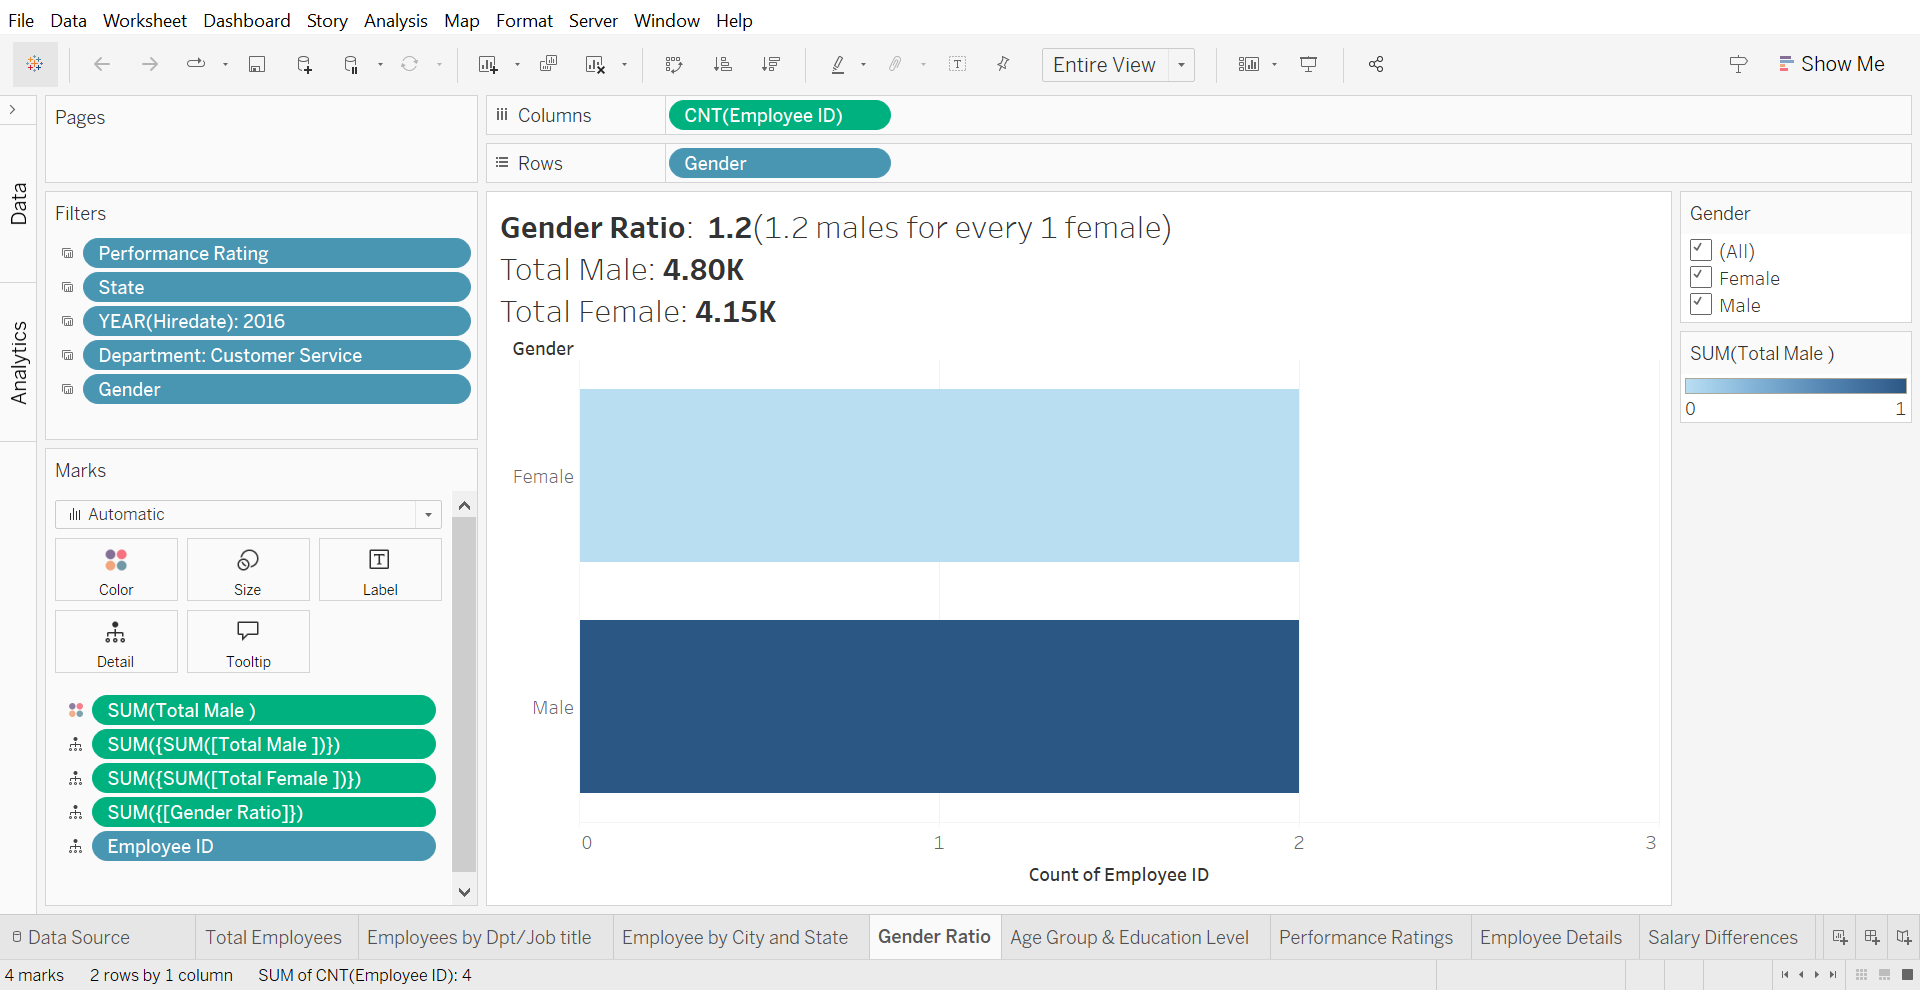 File Data Worksheet Dashboard Story Analysis Map Format Server Window Help
Entire View
Show Me
Data
Analytics
Pages
Filters
Performance Rating
State
YEAR(Hiredate): 2016
Department: Customer Service
Gender
Marks
Automatic
Color Size Label
Detail Tooltip
SUM(Total Male )
SUM({SUM([Total Male ])})
SUM({SUM([Total Female ])})
SUM({[Gender Ratio]})
Employee ID
Columns CNT(Employee ID)
Rows Gender
Gender Ratio: 1.2(1.2 males for every 1 female)
Total Male: 4.80K
Total Female: 4.15K
Gender
Female
Male
0 1 2 3
Count of Employee ID
Gender
(All)
Female
Male
SUM(Total Male )
0 1
Data Source Total Employees Employees by Dpt/Job title Employee by City and State Gender Ratio Age Group & Education Level Performance Ratings Employee Details Salary Differences
4 marks 2 rows by 1 column SUM of CNT(Employee ID): 4